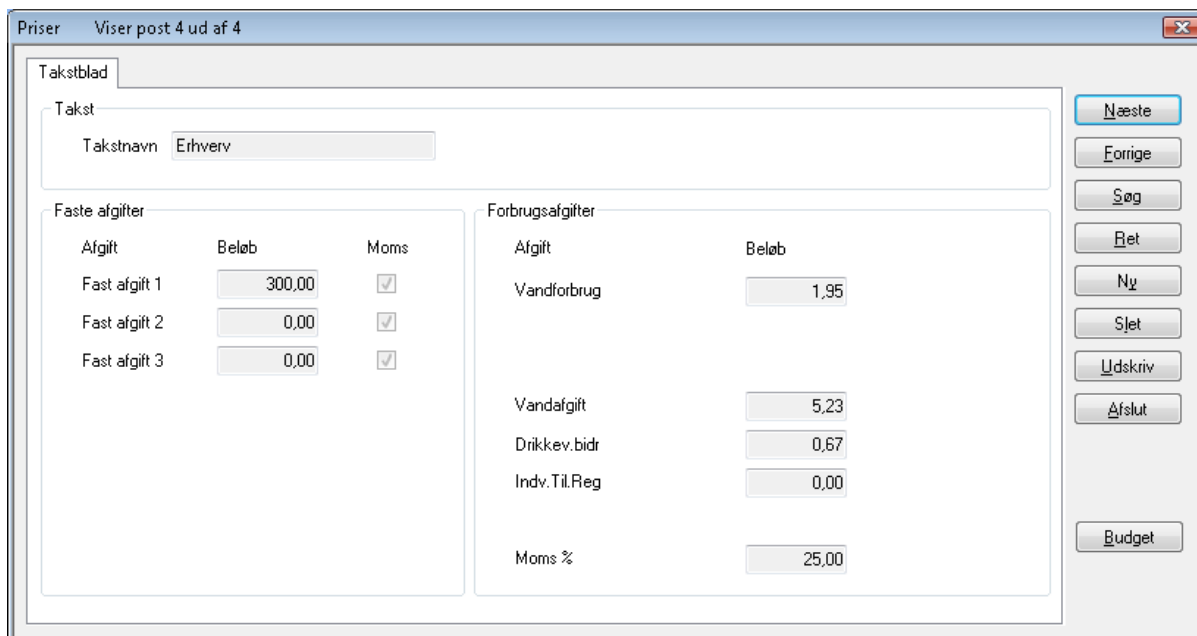 Priser Viser post 4 ud af 4
Takstblad
Takst
Takstnavn Erhverv
Faste afgifter
Afgift Beløb Moms
Fast afgift 1 300,00
Fast afgift 2 0,00
Fast afgift 3 0,00
Forbrugsafgifter
Afgift Beløb
Vandforbrug 1,95
Vandafgift 5,23
Drikkev.bidr 0,67
Indv.Til.Reg 0,00
Moms % 25,00
Næste
Forrige
Søg
Ret
Ny
Slet
Udskriv
Afslut
Budget